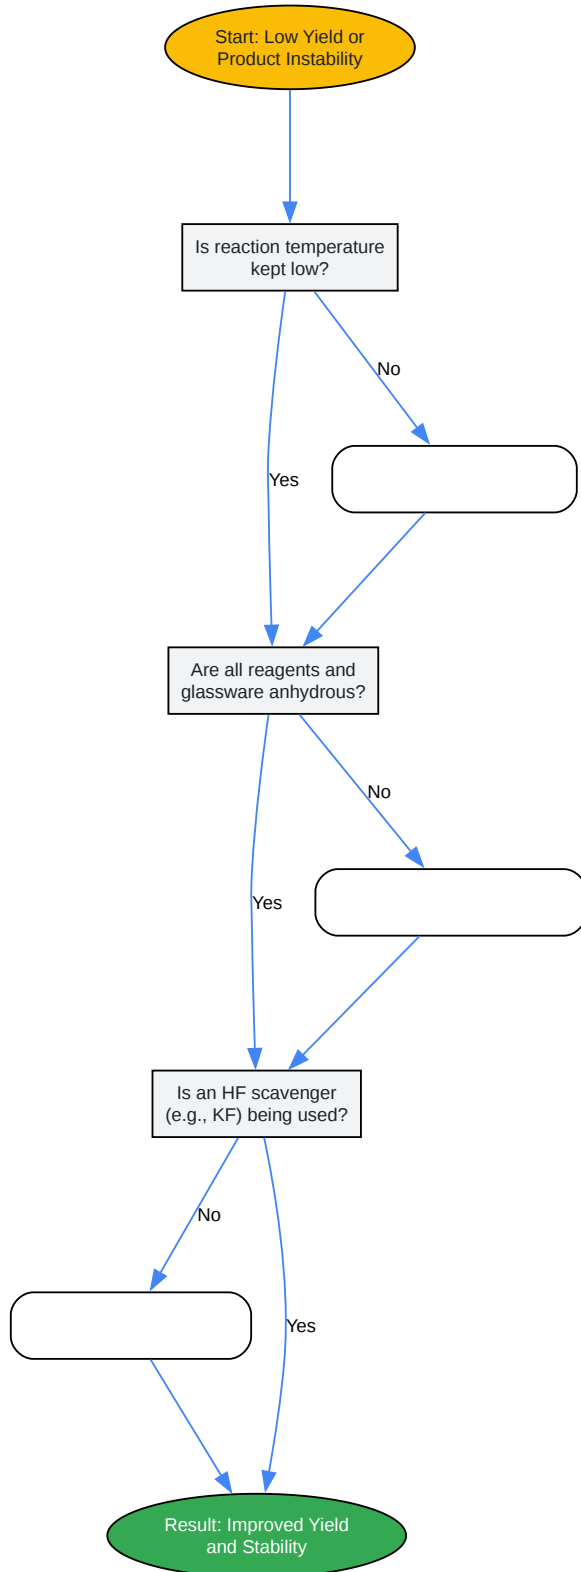 Start: Low Yield or
Product Instability
Is reaction temperature
kept low?
No
Yes
Are all reagents and
glassware anhydrous?
No
Yes
Is an HF scavenger
(e.g., KF) being used?
No
Yes
Result: Improved Yield
and Stability